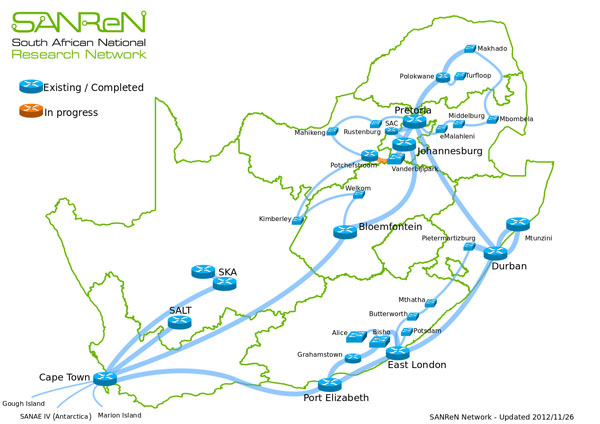 SANReN
South African National
Research Network
Existing / Completed
In progress
Makhado
Polokwane
Turfloop
Pretoria
Middelburg
Mbombela
SAC
Rustenburg
Mahikeng
eMalahleni
Johannesburg
Potchefstroom
Vanderbijlpark
Welkom
Kimberley
Bloemfontein
Pietermartizburg
Mtunzini
Durban
SKA
Mthatha
SALT
Butterworth
Alice
Bisho
Potsdam
Grahamstown
East London
Cape Town
Port Elizabeth
Gough Island
SANAE IV (Antarctica)
Marion Island
SANReN Network - Updated 2012/11/26